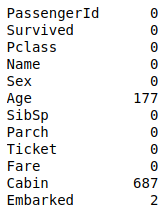 PassengerId 0
Survived 0
Pclass 0
Name 0
Sex 0
Age 177
SibSp 0
Parch 0
Ticket 0
Fare 0
Cabin 687
Embarked 2